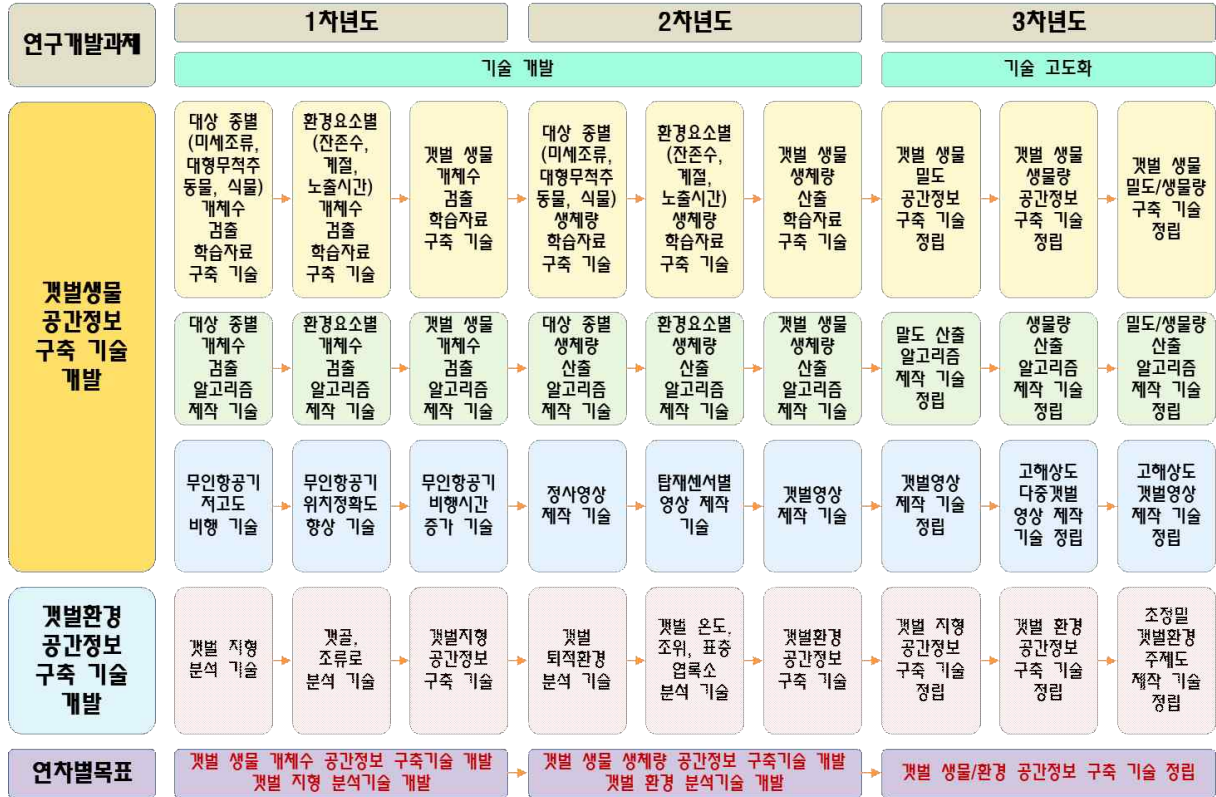 연구개발과제
1차년도
2차년도
3차년도
기술 개발
기술 고도화
갯벌생물
공간정보
구축 기술
개발
대상 종별
(미세조류,
대형무척추
동물, 식물)
개체수
검출
학습자료
구축 기술
환경요소별
(잔존수,
계절,
노출시간)
개체수
검출
학습자료
구축 기술
갯벌 생물
개체수
검출
학습자료
구축 기술
대상 종별
(미세조류,
대형무척추
동물, 식물)
생체량
학습자료
구축 기술
환경요소별
(잔존수,
계절,
노출시간)
생체량
학습자료
구축 기술
갯벌 생물
생체량
산출
학습자료
구축 기술
갯벌 생물
밀도
공간정보
구축 기술
정립
갯벌 생물
생물량
공간정보
구축 기술
정립
갯벌 생물
밀도/생물량
구축 기술
정립
대상 종별
개체수
검출
알고리즘
제작 기술
환경요소별
개체수
검출
알고리즘
제작 기술
갯벌 생물
개체수
검출
알고리즘
제작 기술
대상 종별
생체량
산출
알고리즘
제작 기술
환경요소별
생체량
산출
알고리즘
제작 기술
갯벌 생물
생체량
산출
알고리즘
제작 기술
말도 산출
알고리즘
제작 기술
정립
생물량
산출
알고리즘
제작 기술
정립
밀도/생물량
산출
알고리즘
제작 기술
정립
무인항공기
저고도
비행 기술
무인항공기
위치정확도
향상 기술
무인항공기
비행시간
증가 기술
정사영상
제작 기술
탑재센서별
영상 제작
기술
갯벌영상
제작 기술
갯벌영상
제작 기술
정립
고해상도
다중갯벌
영상 제작
기술 정립
고해상도
갯벌영상
제작 기술
정립
갯벌환경
공간정보
구축 기술
개발
갯벌 지형
분석 기술
갯골,
조류로
분석 기술
갯벌지형
공간정보
구축 기술
갯벌
퇴적환경
분석 기술
갯벌 온도,
조위, 표층
엽록소
분석 기술
갯벌환경
공간정보
구축 기술
갯벌 지형
공간정보
구축 기술
정립
갯벌 환경
공간정보
구축 기술
정립
초정밀
갯벌환경
주제도
제작 기술
정립
연차별목표
갯벌 생물 개체수 공간정보 구축기술 개발
갯벌 지형 분석기술 개발
갯벌 생물 생체량 공간정보 구축기술 개발
갯벌 환경 분석기술 개발
갯벌 생물/환경 공간정보 구축 기술 정립